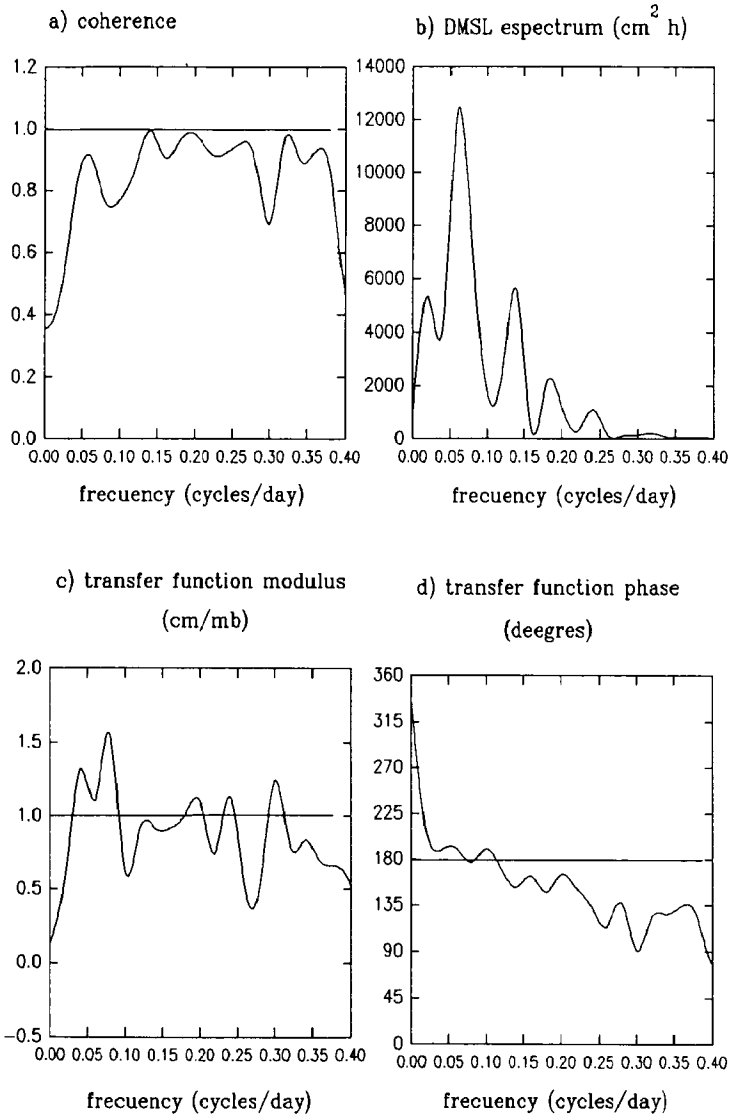 a) coherence
1.2
1.0
0.8
0.6
0.4
0.2
0.0
0.00 0.05 0.10 0.15 0.20 0.25 0.30 0.35 0.40
frecuency (cycles/day)
b) DMSL espectrum (cm² h)
14000
12000
10000
8000
6000
4000
2000
0
0.00 0.05 0.10 0.15 0.20 0.25 0.30 0.35 0.40
frecuency (cycles/day)
c) transfer function modulus
(cm/mb)
2.0
1.5
1.0
0.5
0.0
−0.5
0.00 0.05 0.10 0.15 0.20 0.25 0.30 0.35 0.40
frecuency (cycles/day)
d) transfer function phase
(deegres)
360
315
270
225
180
135
90
45
0
0.00 0.05 0.10 0.15 0.20 0.25 0.30 0.35 0.40
frecuency (cycles/day)